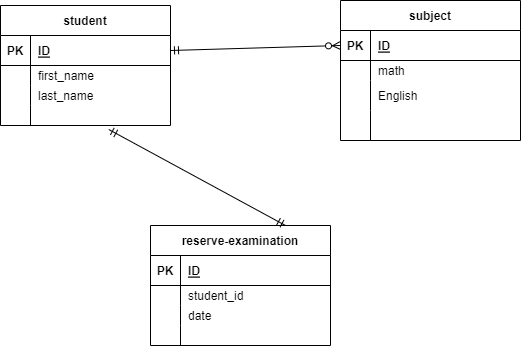 student
PK ID
first_name
last_name
subject
PK ID
math
English
reserve-examination
PK ID
student_id
date